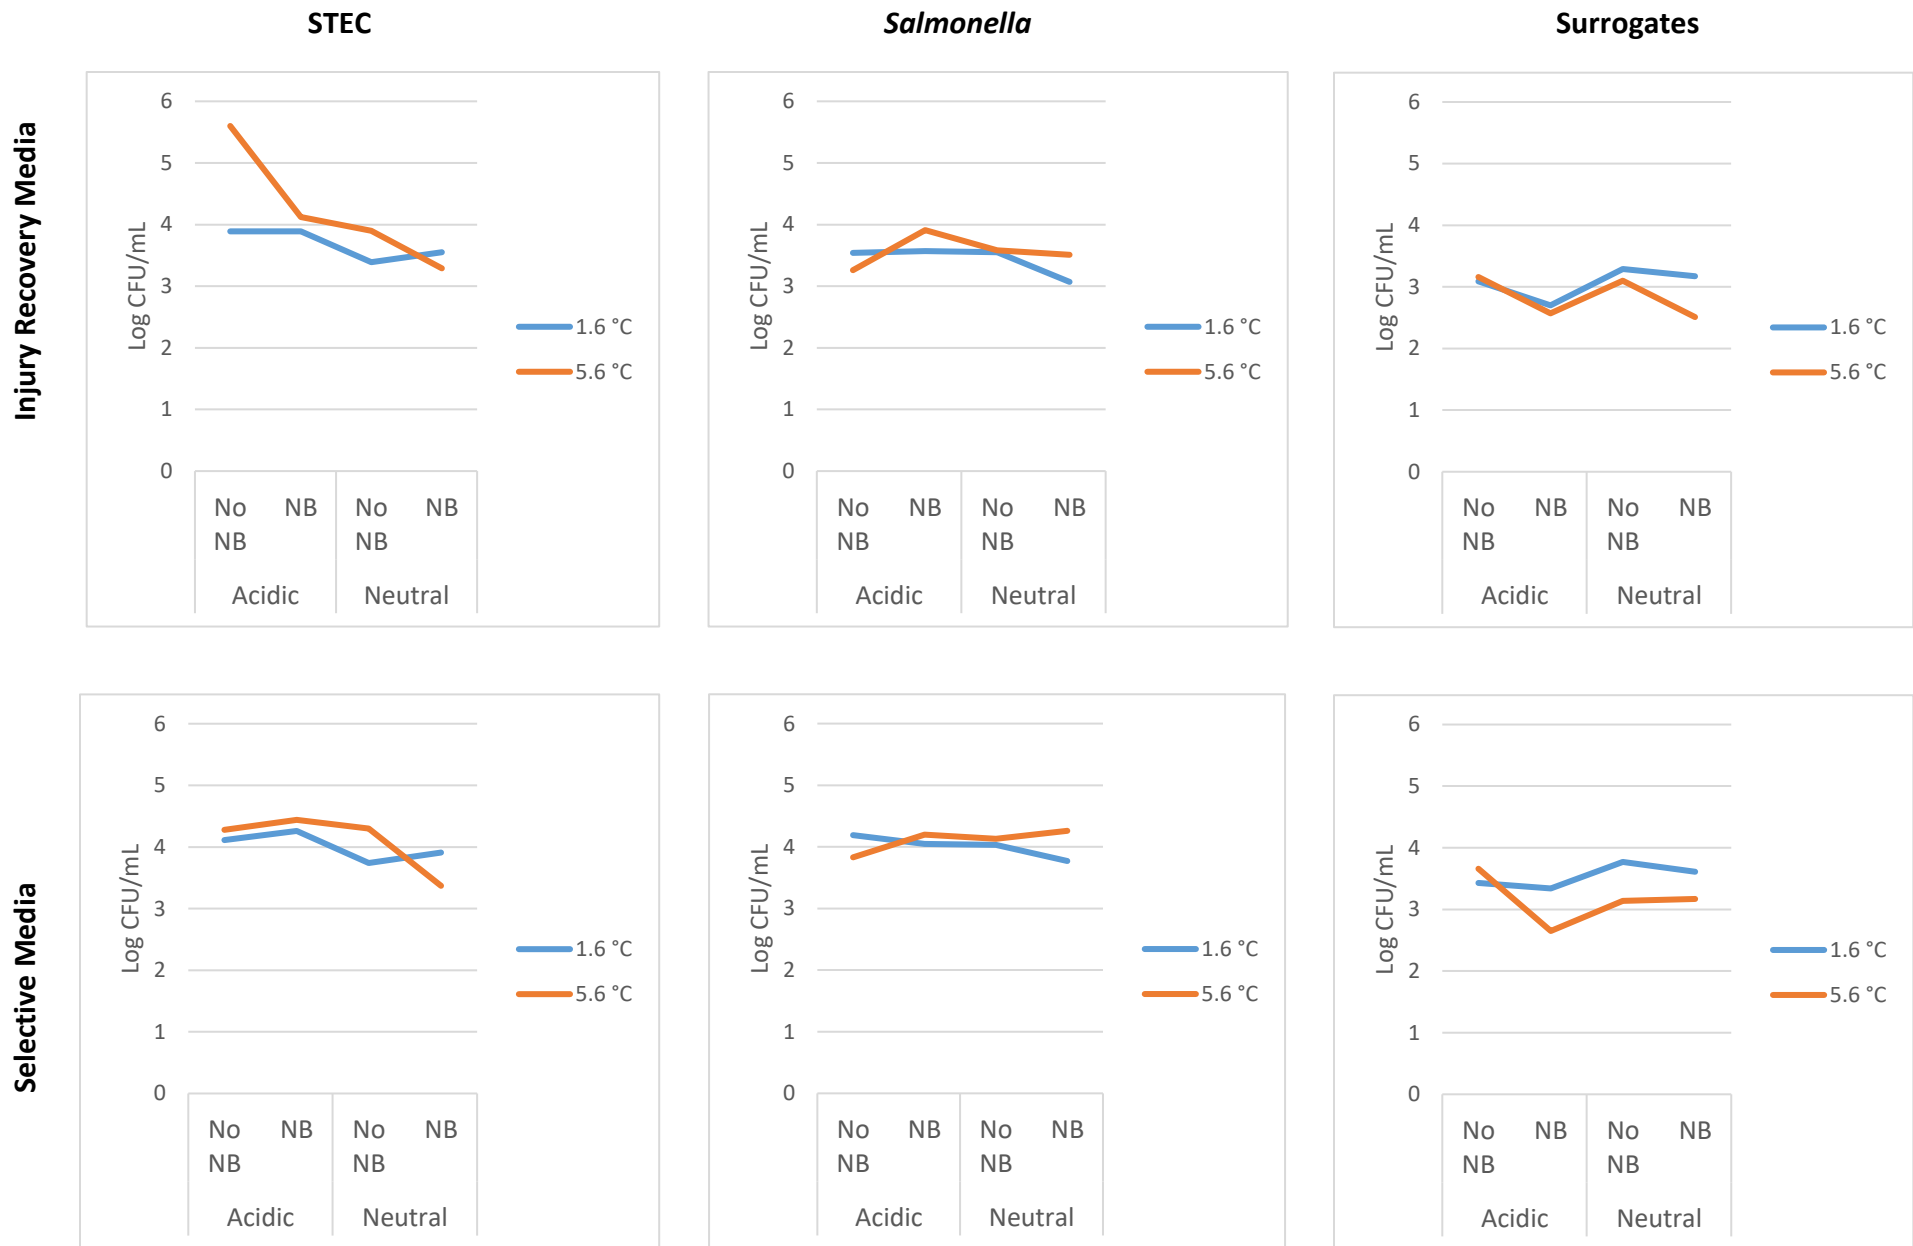 STEC
Salmonella
Surrogates
Injury Recovery Media
6
5
4
3
2
1
0
Log CFU/mL
1.6 °C
5.6 °C
No NB NB No NB NB
Acidic Neutral
6
5
4
3
2
1
0
Log CFU/mL
1.6 °C
5.6 °C
No NB NB No NB NB
Acidic Neutral
6
5
4
3
2
1
0
Log CFU/mL
1.6 °C
5.6 °C
No NB NB No NB NB
Acidic Neutral
Selective Media
6
5
4
3
2
1
0
Log CFU/mL
1.6 °C
5.6 °C
No NB NB No NB NB
Acidic Neutral
6
5
4
3
2
1
0
Log CFU/mL
1.6 °C
5.6 °C
No NB NB No NB NB
Acidic Neutral
6
5
4
3
2
1
0
Log CFU/mL
1.6 °C
5.6 °C
No NB NB No NB NB
Acidic Neutral